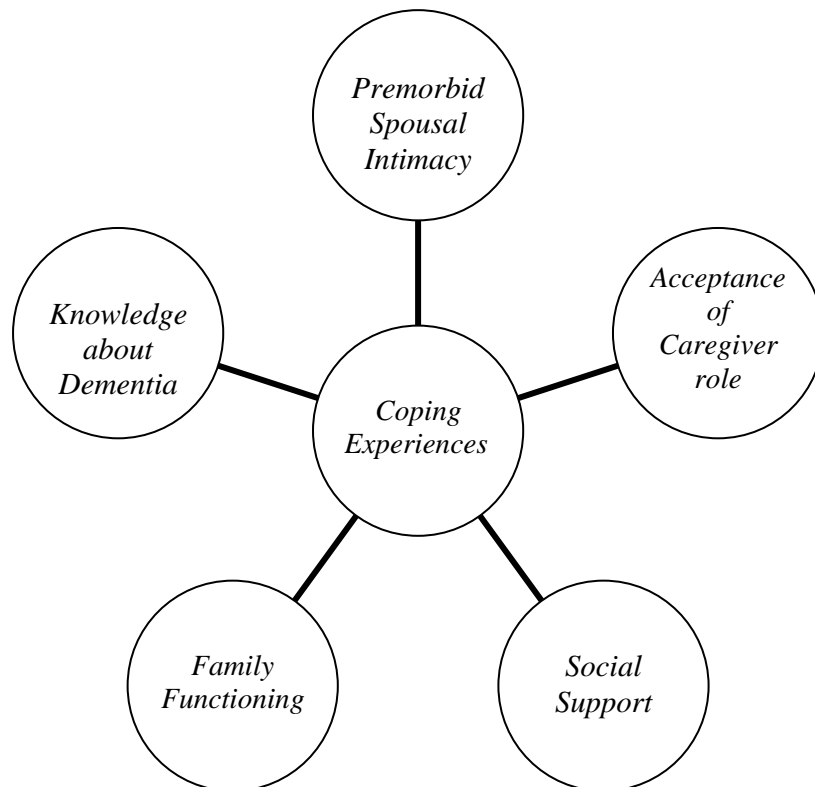 Premorbid
Spousal
Intimacy
Knowledge
about
Dementia
Acceptance
of
Caregiver
role
Coping
Experiences
Family
Functioning
Social
Support